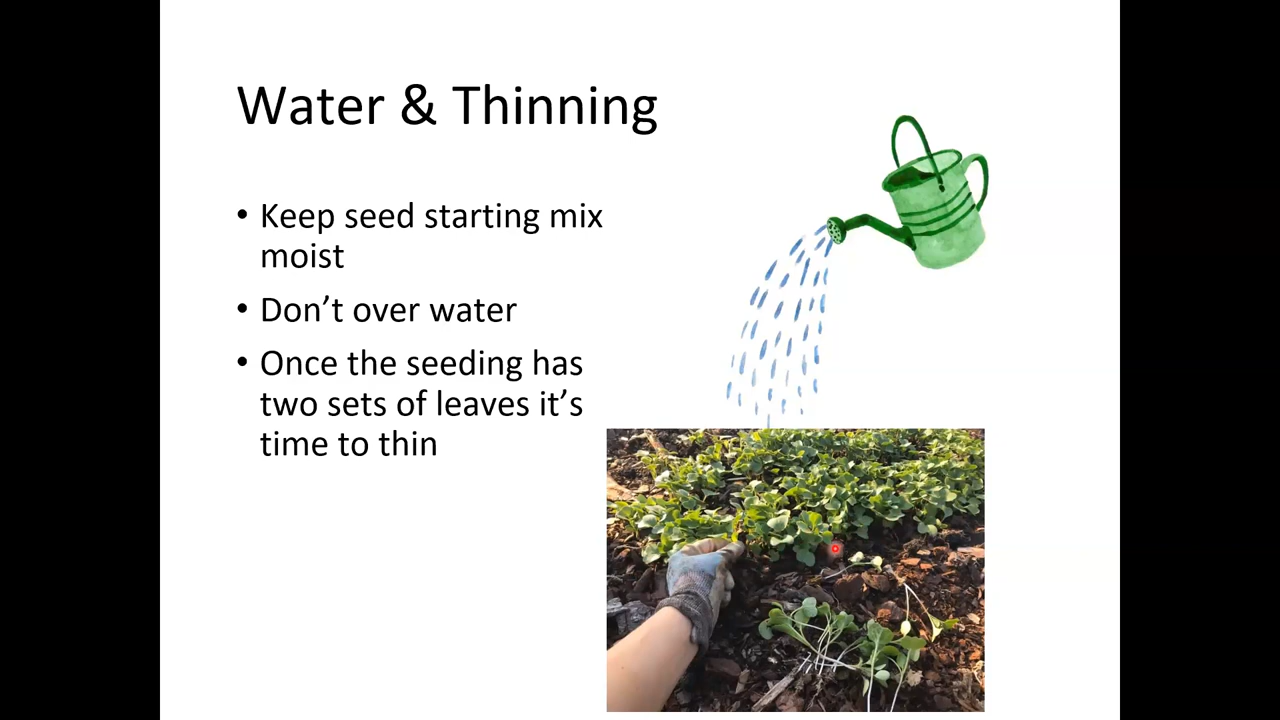 Water & Thinning
• Keep seed starting mix
moist
• Don’t over water
• Once the seeding has
two sets of leaves it’s
time to thin